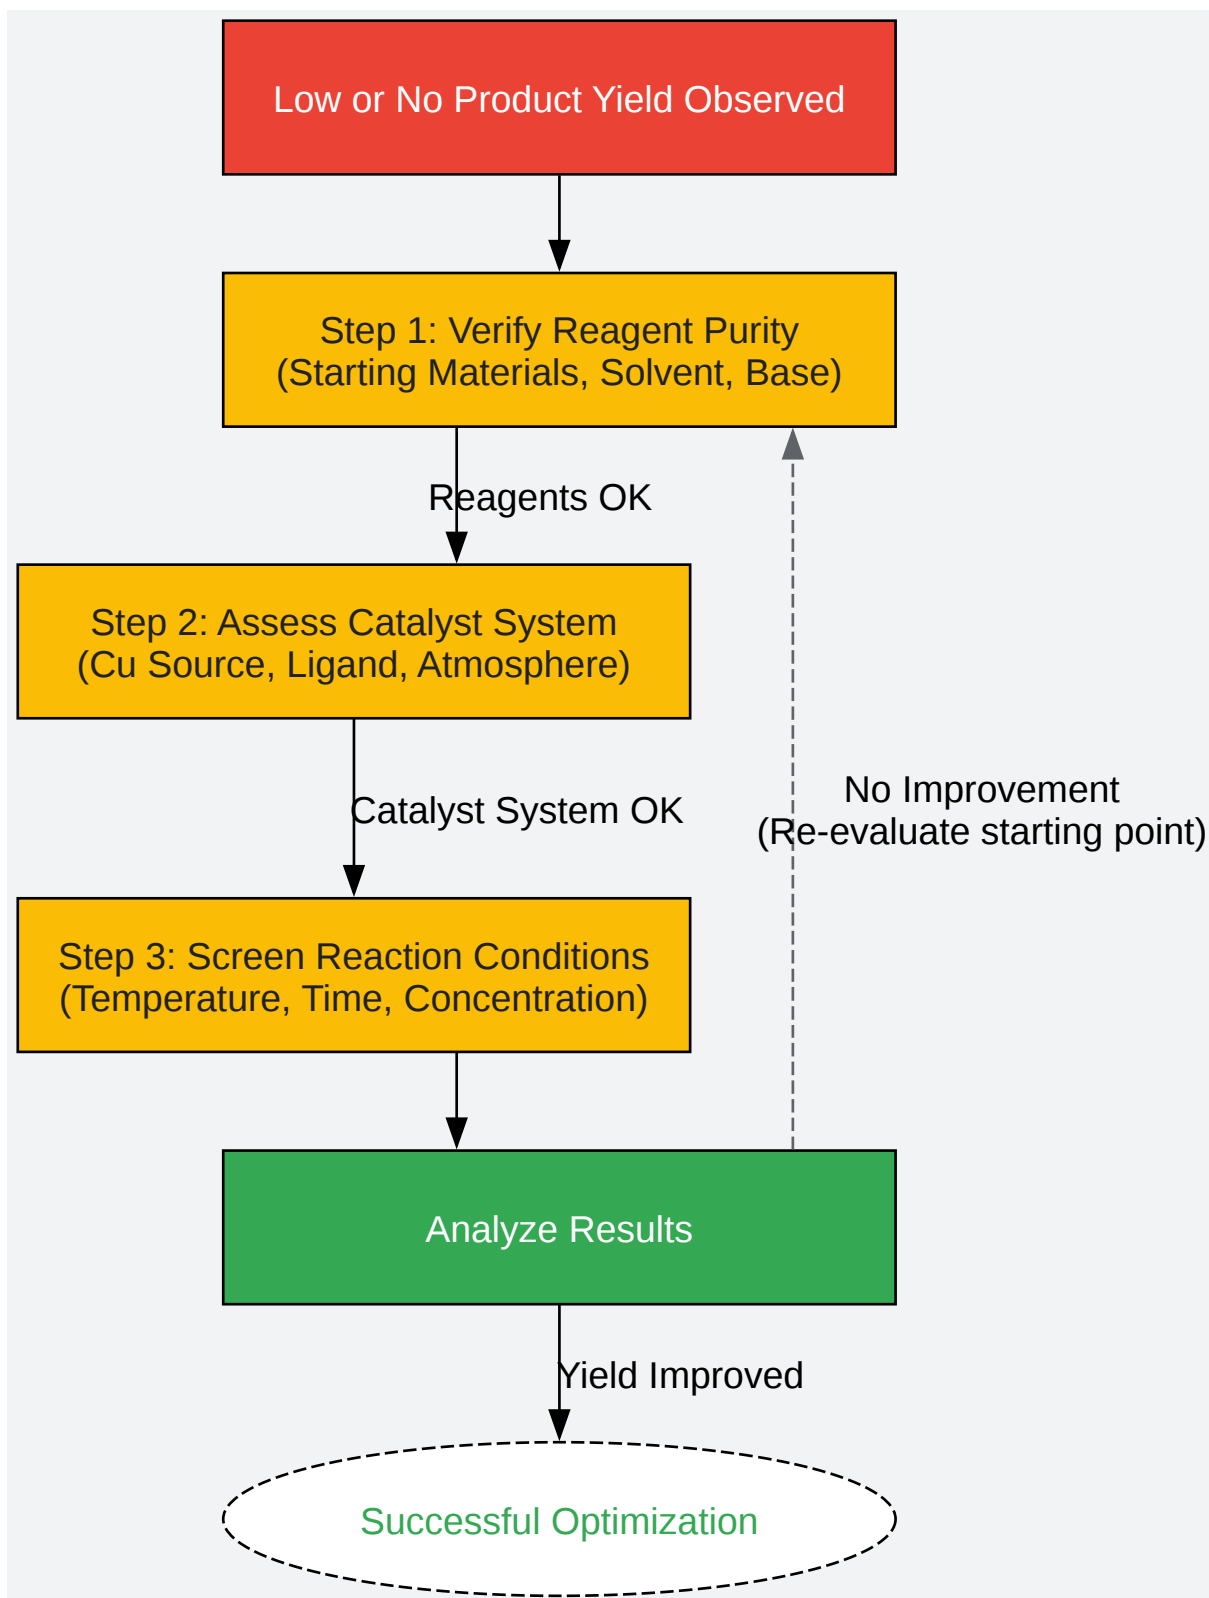 Low or No Product Yield Observed
Step 1: Verify Reagent Purity
(Starting Materials, Solvent, Base)
Reagents OK
Step 2: Assess Catalyst System
(Cu Source, Ligand, Atmosphere)
No Improvement
(Re-evaluate starting point)
Catalyst System OK
Step 3: Screen Reaction Conditions
(Temperature, Time, Concentration)
Analyze Results
Yield Improved
Successful Optimization